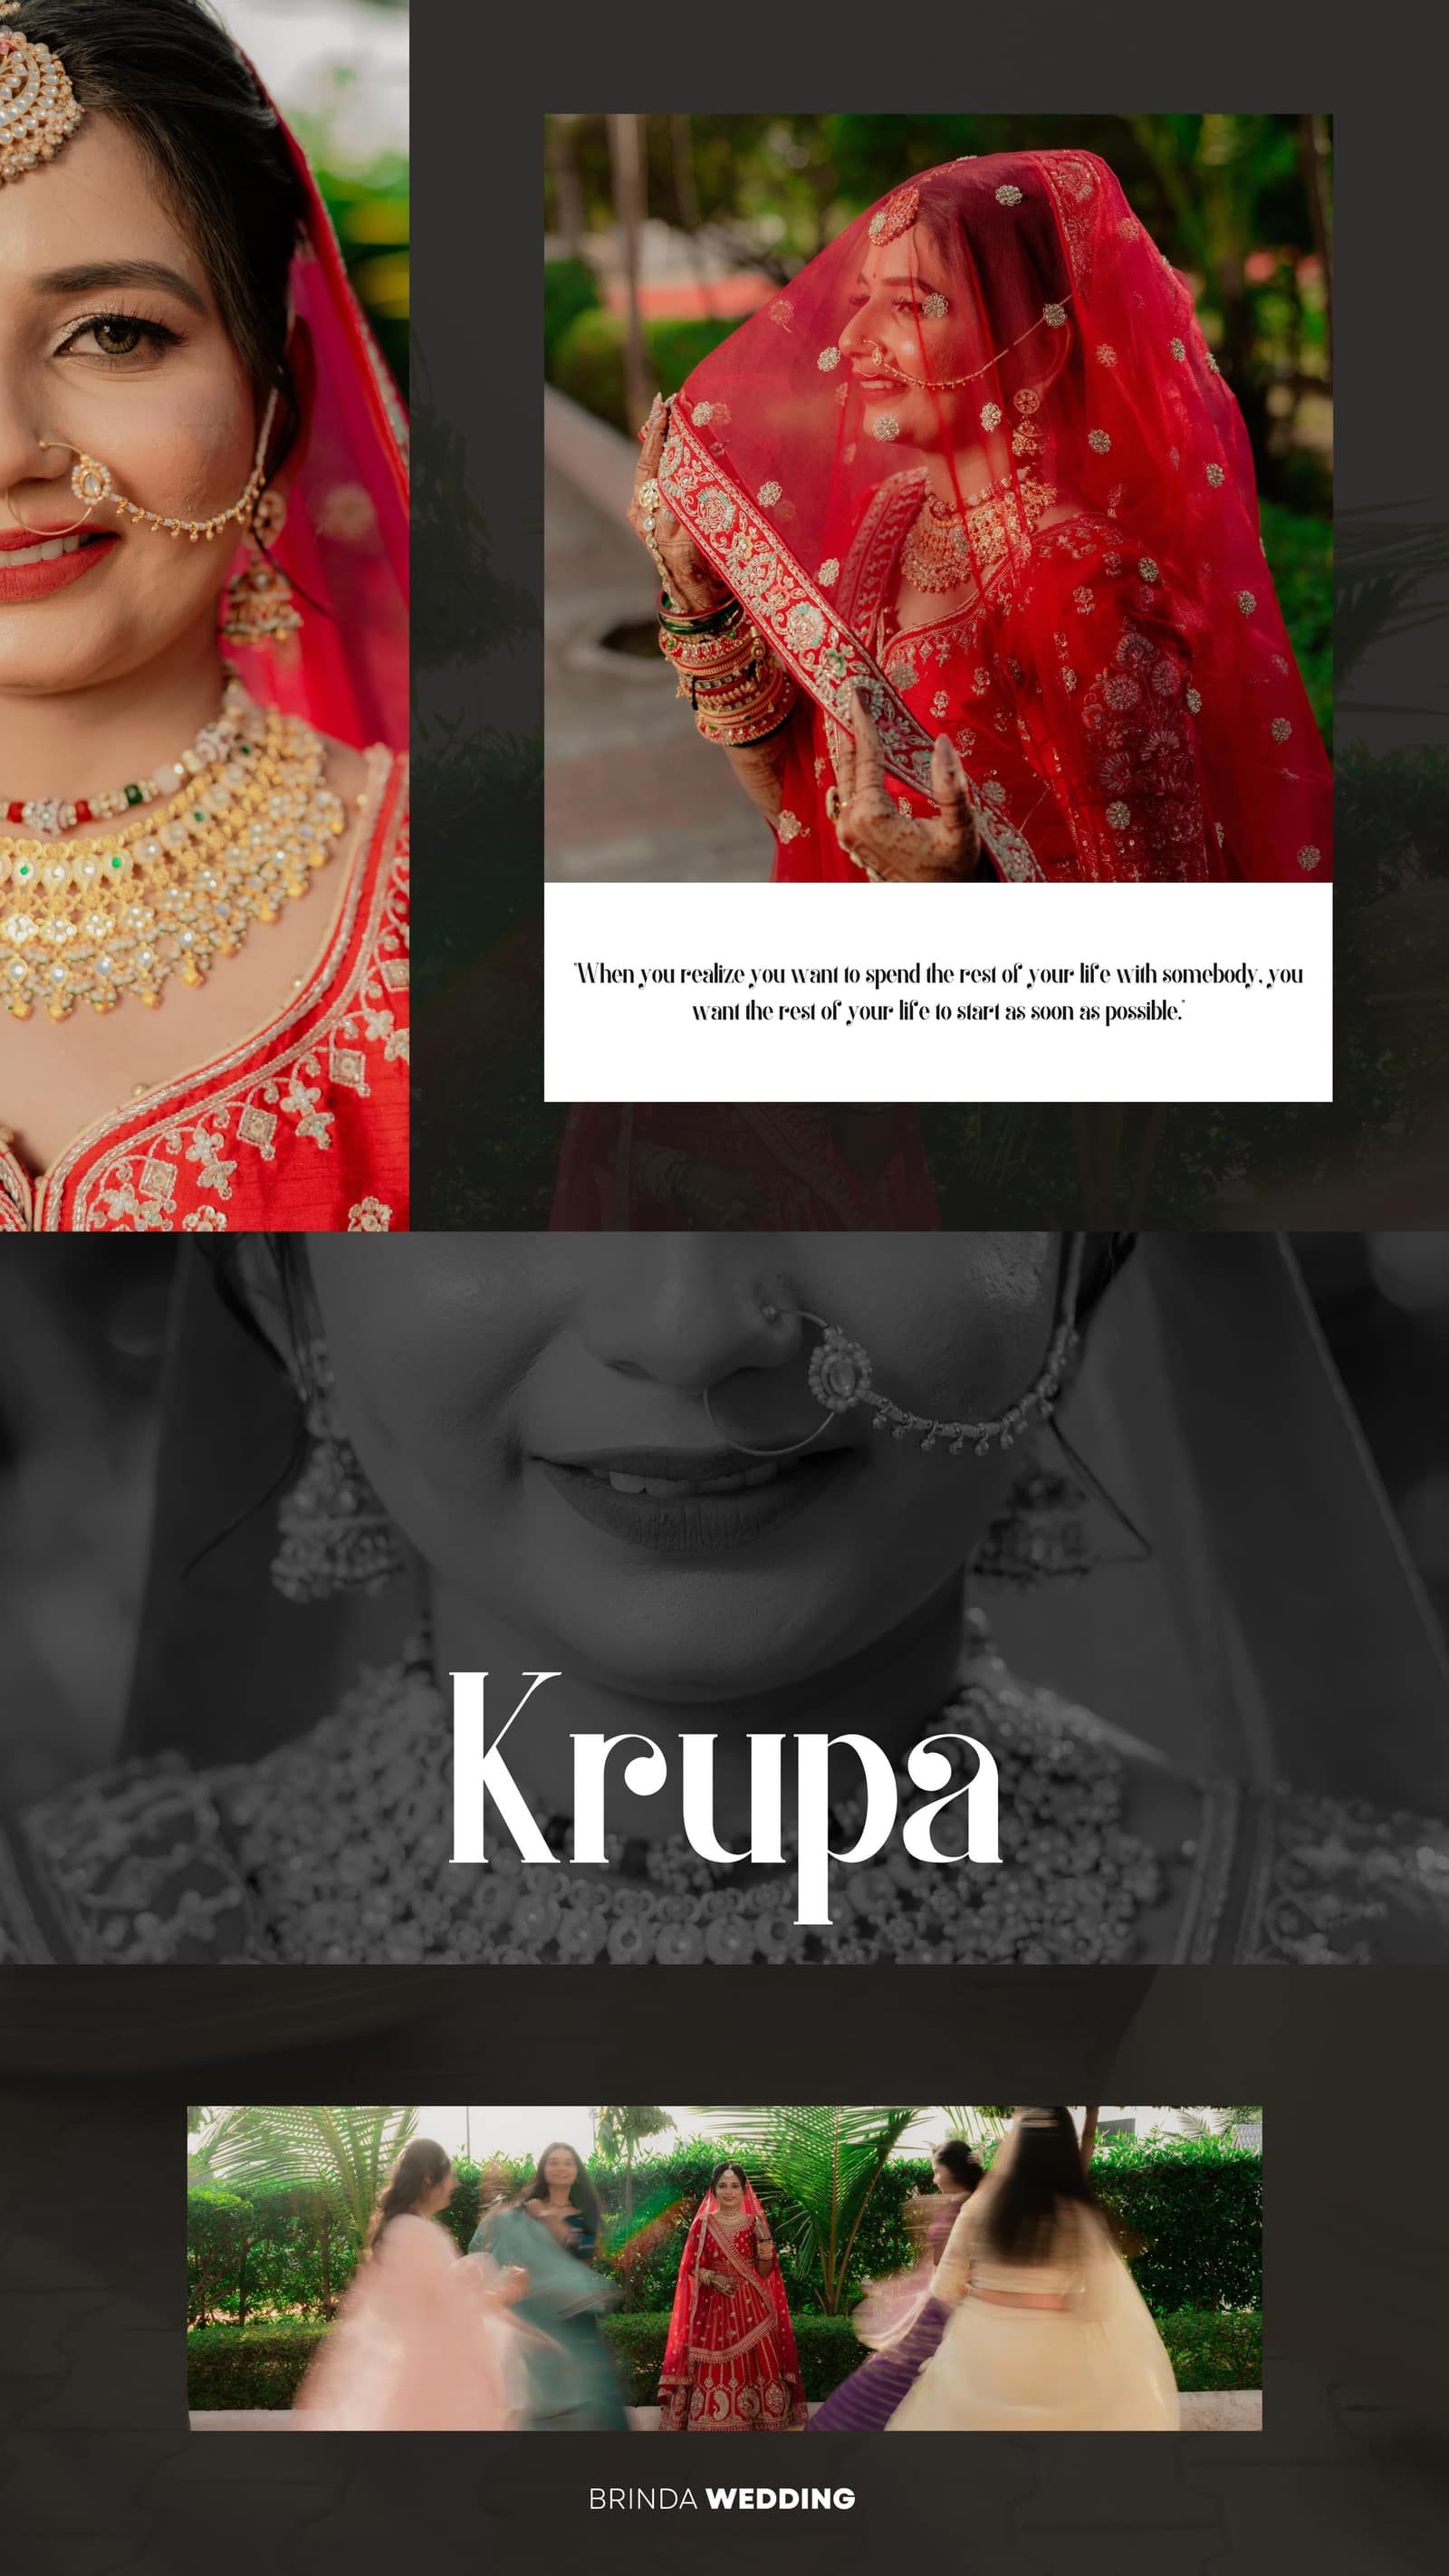 "When you realize you want to spend the rest of your life with somebody, you
want the rest of your life to start as soon as possible."
Krupa
BRINDA WEDDING